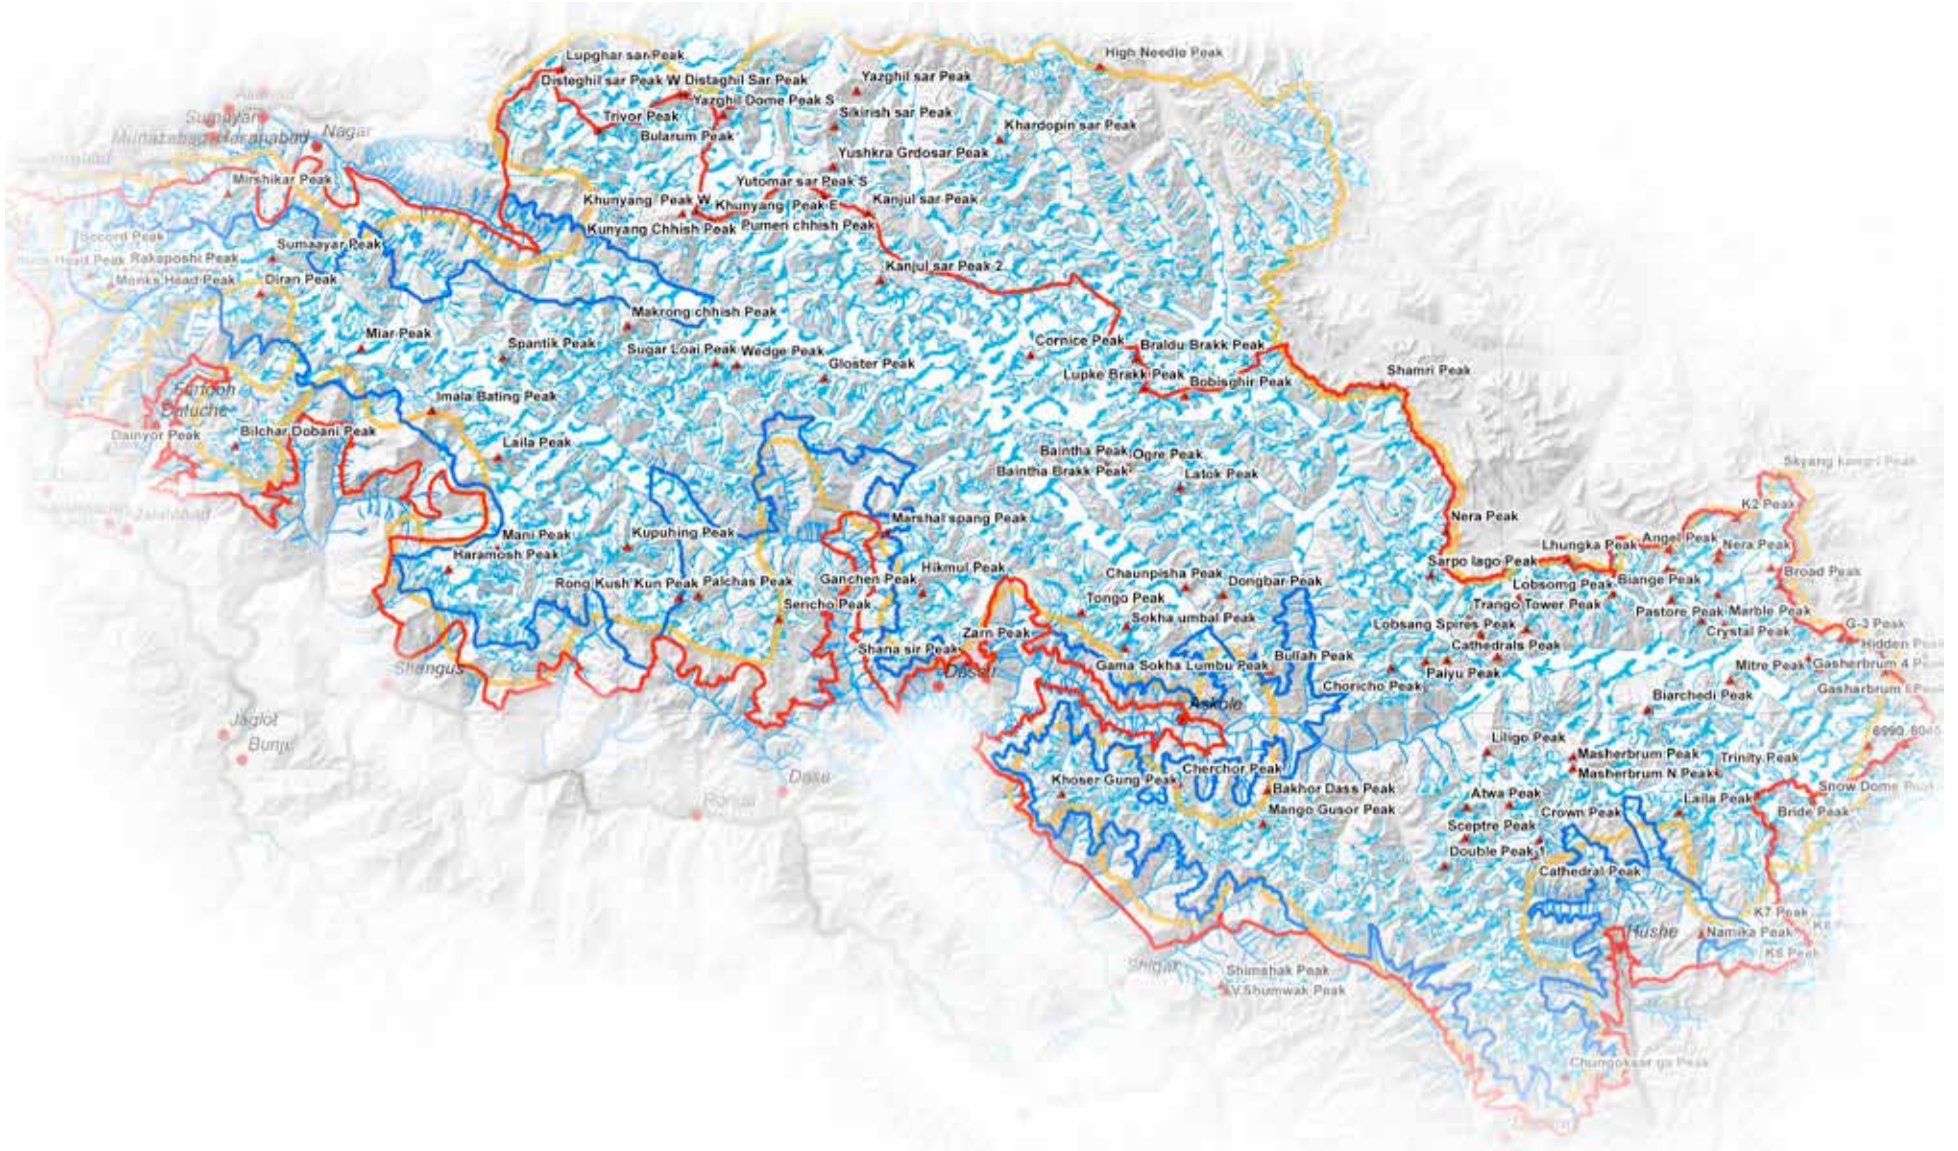 Lupghar sar Peak
High Needle Peak
Disteghil sar Peak W
Distaghil Sar Peak
Yazghil sar Peak
Yazghil Dome Peak S
Trivor Peak
Sikirish sar Peak
Bularum Peak
Khardopin sar Peak
Sumayar
Nagar
Yushkra Grdosar Peak
Mirshikar Peak
Yutomar sar Peak S
Khunyang Peak W
Khunyang Peak E
Kanjul sar Peak
Kunyang Chhish Peak
Pumeri chhish Peak
Secord Peak
Sumaayar Peak
Rakaposhi Peak
Monks Head Peak
Diran Peak
Kanjul sar Peak 2
Makrong chhish Peak
Miar Peak
Spantik Peak
Sugar Loai Peak
Wedge Peak
Gloster Peak
Cornice Peak
Braldu Brakk Peak
Lupke Brakk Peak
Bobisghir Peak
Shamri Peak
Farfooh
Datuche
Imala Bating Peak
Dainyor Peak
Bilchar Dobani Peak
Laila Peak
Baintha Peak
Ogre Peak
Baintha Brakk Peak
Latok Peak
Skyang kangri Peak
K2 Peak
Jalalabad
Marshal spang Peak
Nera Peak
Mani Peak
Kupuhing Peak
Haramosh Peak
Lhungka Peak
Angel Peak
Nera Peak
Sarpo lago Peak
Broad Peak
Hikmul Peak
Chaunpisha Peak
Dongbar Peak
Rong Kush Kun Peak
Palchas Peak
Ganchen Peak
Lobsomg Peak
Biange Peak
Tongo Peak
Sencho Peak
Trango Tower Peak
Pastore Peak
Marble Peak
Sokha umbal Peak
Lobsang Spires Peak
Crystal Peak
G-3 Peak
Zarn Peak
Cathedrals Peak
Hidden Peak
Shana sir Peak
Bullah Peak
Shangus
Dassu
Gama Sokha Lumbu Peak
Paiyu Peak
Mitre Peak
Gasherbrum 4 P
Choricho Peak
Biarchedi Peak
Askole
Jaglot
Bunji
Liligo Peak
Masherbrum Peak
Trinity Peak
Masherbrum N Peak
Dasu
Khoser Gung Peak
Cherchor Peak
Bakhor Dass Peak
Snow Dome Peak
Atwa Peak
Laila Peak
Mango Gusor Peak
Crown Peak
Bride Peak
Sceptre Peak
Double Peak 1
Cathedral Peak
K7 Peak
Hushe
Namika Peak
K6 Peak
Shigar
Shimshak Peak
V.Shumwak Peak
Chungokaar ga Peak